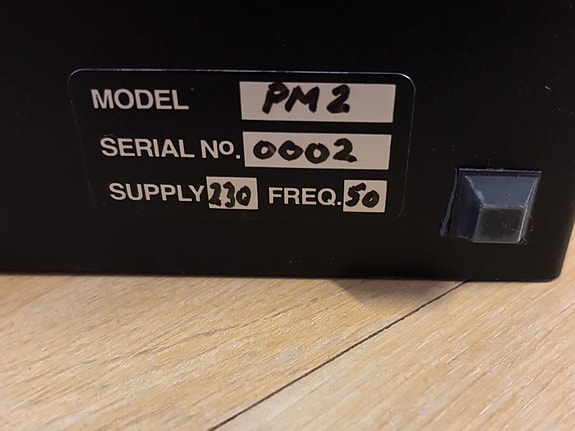 MODEL PM2
SERIAL No. 0002
SUPPLY 230 FREQ. 50